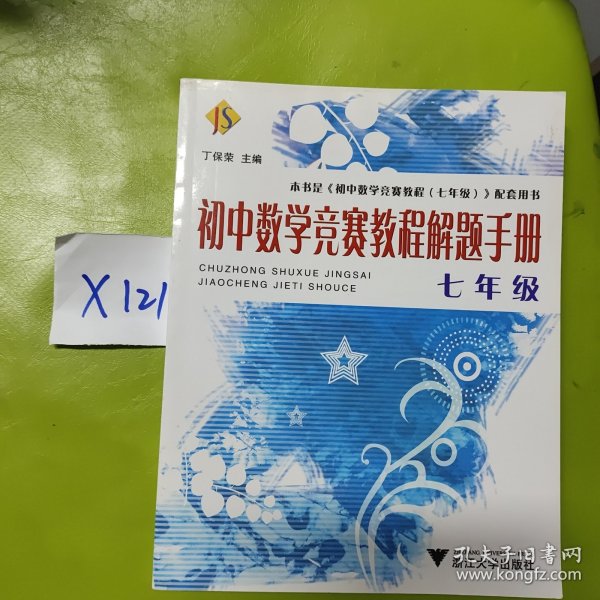 JS
丁保荣 主编
本书是《初中数学竞赛教程（七年级）》配套用书
初中数学竞赛教程解题手册
CHUZHONG SHUXUE JINGSAI
JIAOCHENG JIETI SHOUCE
七年级
X121
浙江大学出版社
孔夫子旧书网
www.kongfz.com